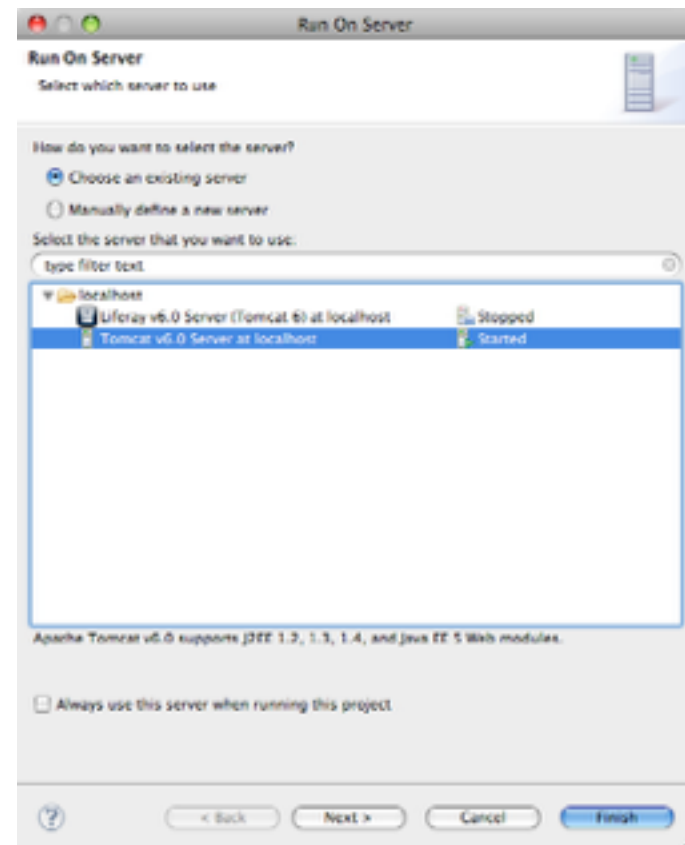 Run On Server
Run On Server
Select which server to use
How do you want to select the server?
Choose an existing server
Manually define a new server
Select the server that you want to use:
type filter text
localhost
Liferay v6.0 Server (Tomcat 6) at localhost Stopped
Tomcat v6.0 Server at localhost Started
Apache Tomcat v6.0 supports J2EE 1.2, 1.3, 1.4, and Java EE 5 Web modules.
Always use this server when running this project
? < Back Next > Cancel Finish